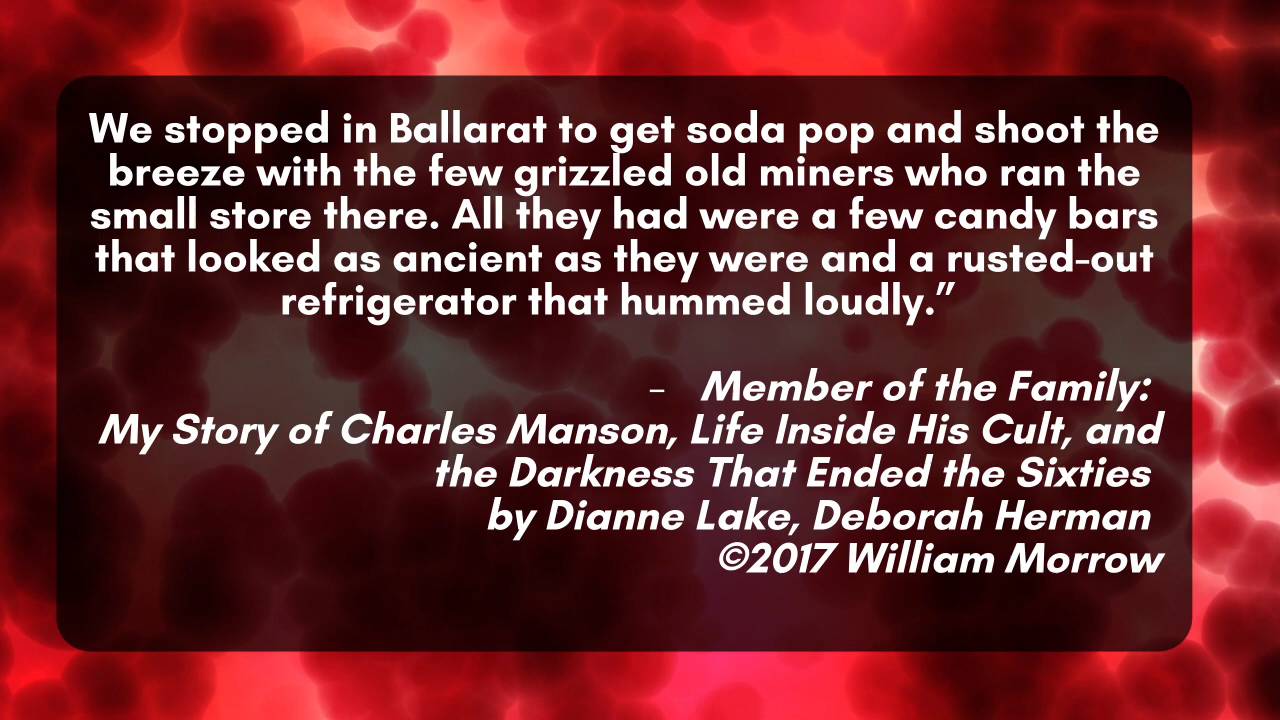 We stopped in Ballarat to get soda pop and shoot the
breeze with the few grizzled old miners who ran the
small store there. All they had were a few candy bars
that looked as ancient as they were and a rusted-out
refrigerator that hummed loudly.”
- Member of the Family:
My Story of Charles Manson, Life Inside His Cult, and
the Darkness That Ended the Sixties
by Dianne Lake, Deborah Herman
©2017 William Morrow